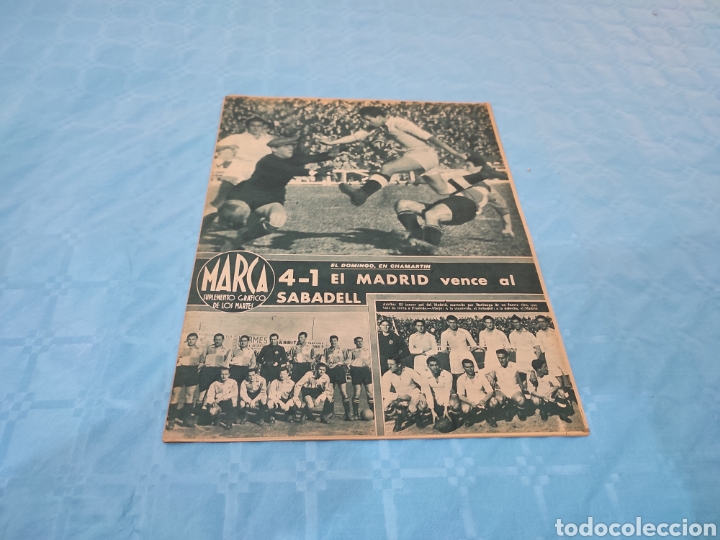 EL DOMINGO, EN CHAMARTIN
MARCA
SUPLEMENTO GRAFICO
DE LOS MARTES
4-1 El MADRID vence al
SABADELL
todocoleccion